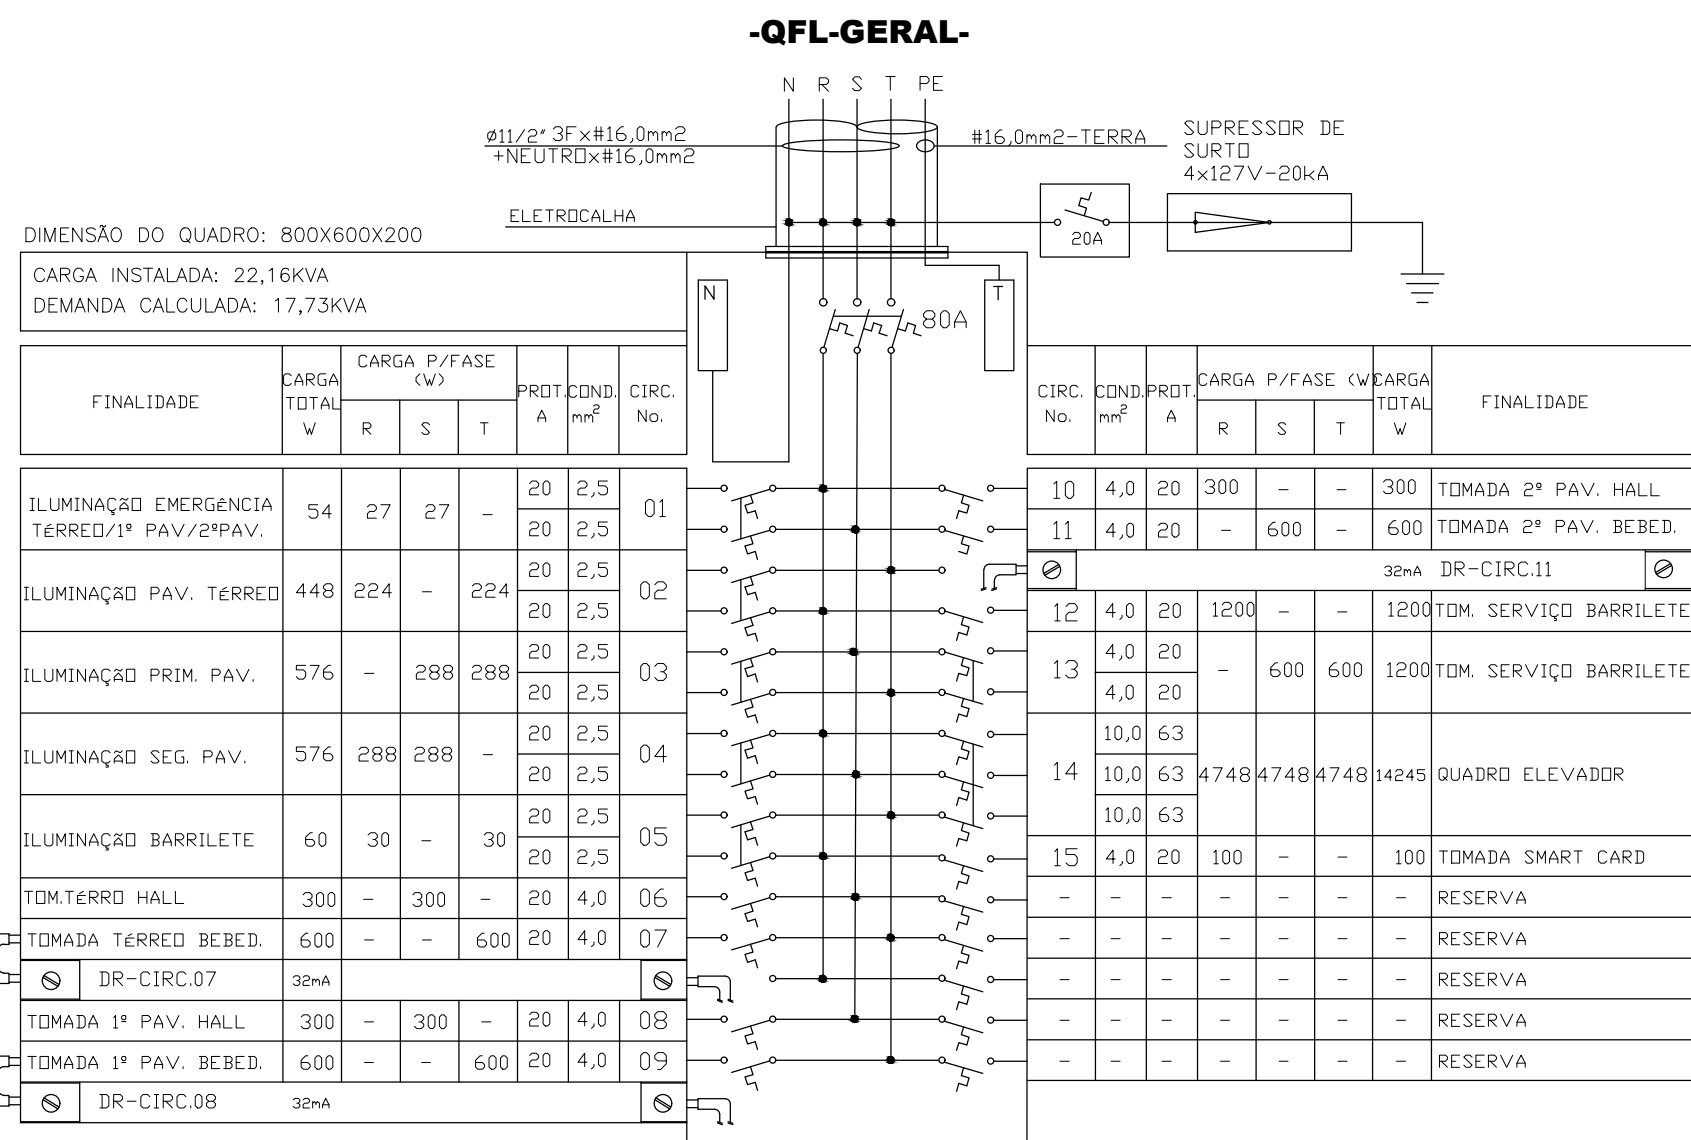 -QFL-GERAL-
N R S T PE
ø11/2" 3Fx#16,0mm2
+NEUTROx#16,0mm2
#16,0mm2-TERRA
SUPRESSOR DE
SURTO
4x127V-20kA
ELETROCALHA
20A
DIMENSÃO DO QUADRO: 800X600X200
CARGA INSTALADA: 22,16KVA
DEMANDA CALCULADA: 17,73KVA
N
T
80A
FINALIDADE
CARGA
TOTAL
W
CARGA P/FASE
(W)
R S T
PROT.
A
COND.
mm2
CIRC.
No.
ILUMINAÇÃO EMERGÊNCIA
TÉRREO/1º PAV/2ºPAV.
54 27 27 -
20 2,5
20 2,5
01
ILUMINAÇÃO PAV. TÉRREO 448 224 - 224
20 2,5
20 2,5
02
ILUMINAÇÃO PRIM. PAV. 576 - 288 288
20 2,5
20 2,5
03
ILUMINAÇÃO SEG. PAV. 576 288 288 -
20 2,5
20 2,5
04
ILUMINAÇÃO BARRILETE 60 30 - 30
20 2,5
20 2,5
05
TOM.TÉRRO HALL 300 - 300 - 20 4,0 06
TOMADA TÉRREO BEBED. 600 - - 600 20 4,0 07
DR-CIRC.07 32mA
TOMADA 1º PAV. HALL 300 - 300 - 20 4,0 08
TOMADA 1º PAV. BEBED. 600 - - 600 20 4,0 09
DR-CIRC.08 32mA
CIRC.
No.
COND.
mm2
PROT.
A
CARGA P/FASE (W)
R S T
CARGA
TOTAL
W
FINALIDADE
10 4,0 20 300 - - 300 TOMADA 2º PAV. HALL
11 4,0 20 - 600 - 600 TOMADA 2º PAV. BEBED.
32mA DR-CIRC.11
12 4,0 20 1200 - - 1200 TOM. SERVIÇO BARRILETE
13
4,0 20
4,0 20
- 600 600 1200 TOM. SERVIÇO BARRILETE
14
10,0 63
10,0 63
10,0 63
4748 4748 4748 14245 QUADRO ELEVADOR
15 4,0 20 100 - - 100 TOMADA SMART CARD
- - - - - - - RESERVA
- - - - - - - RESERVA
- - - - - - - RESERVA
- - - - - - - RESERVA
- - - - - - - RESERVA